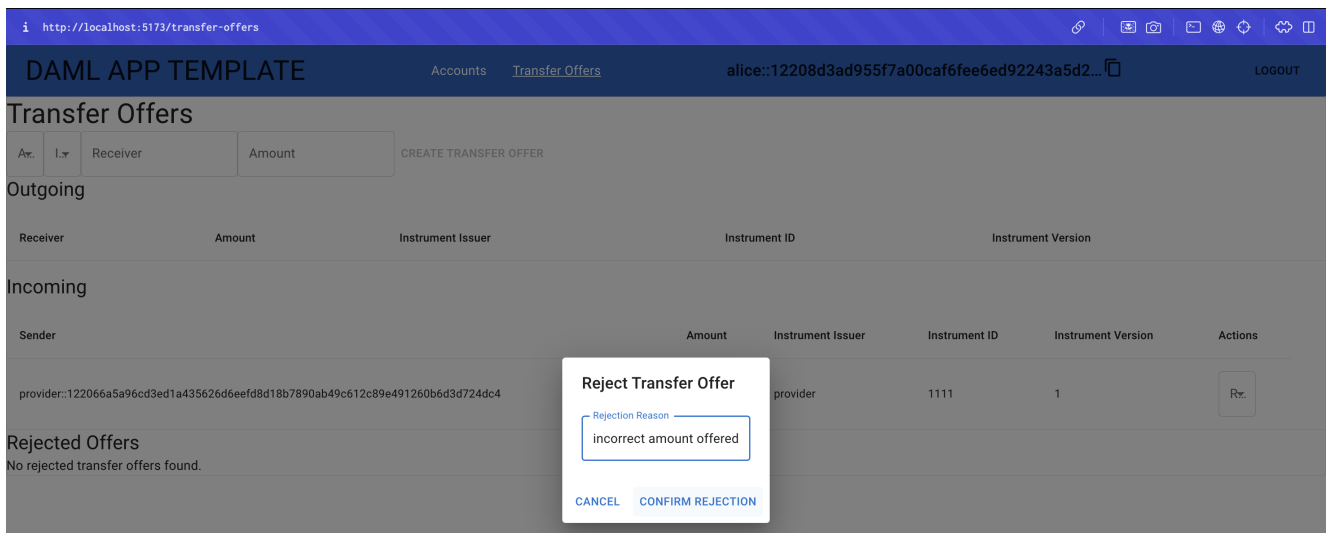 http://localhost:5173/transfer-offers
DAML APP TEMPLATE
Accounts
Transfer Offers
alice::12208d3ad955f7a00caf6fee6ed92243a5d2...
LOGOUT
Transfer Offers
A...
I...
Receiver
Amount
CREATE TRANSFER OFFER
Outgoing
Receiver Amount Instrument Issuer Instrument ID Instrument Version
Incoming
Sender Amount Instrument Issuer Instrument ID Instrument Version Actions
provider::122066a5a96cd3ed1a435626d6eefd8d18b7890ab49c612c89e491260b6d3d724dc4 provider 1111 1 R...
Reject Transfer Offer
Rejection Reason
incorrect amount offered
CANCEL
CONFIRM REJECTION
Rejected Offers
No rejected transfer offers found.